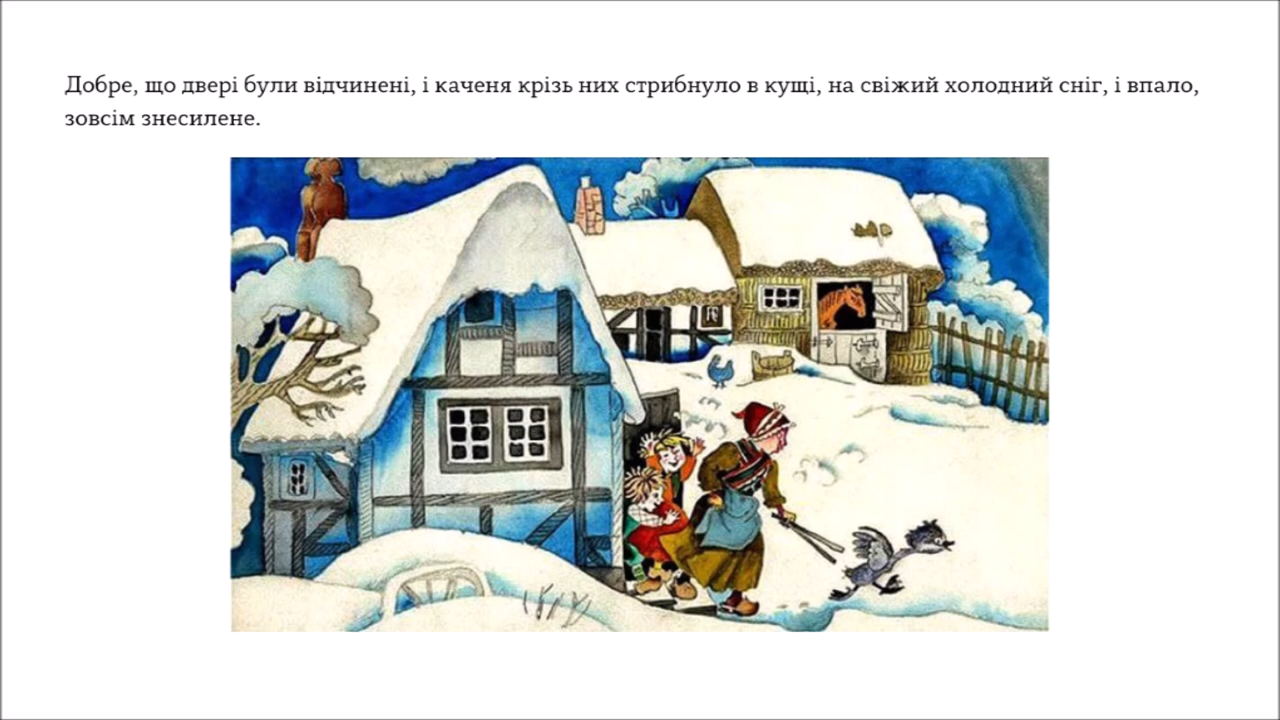 Добре, що двері були відчинені, і каченя крізь них стрибнуло в кущі, на свіжий холодний сніг, і впало,
зовсім знесилене.